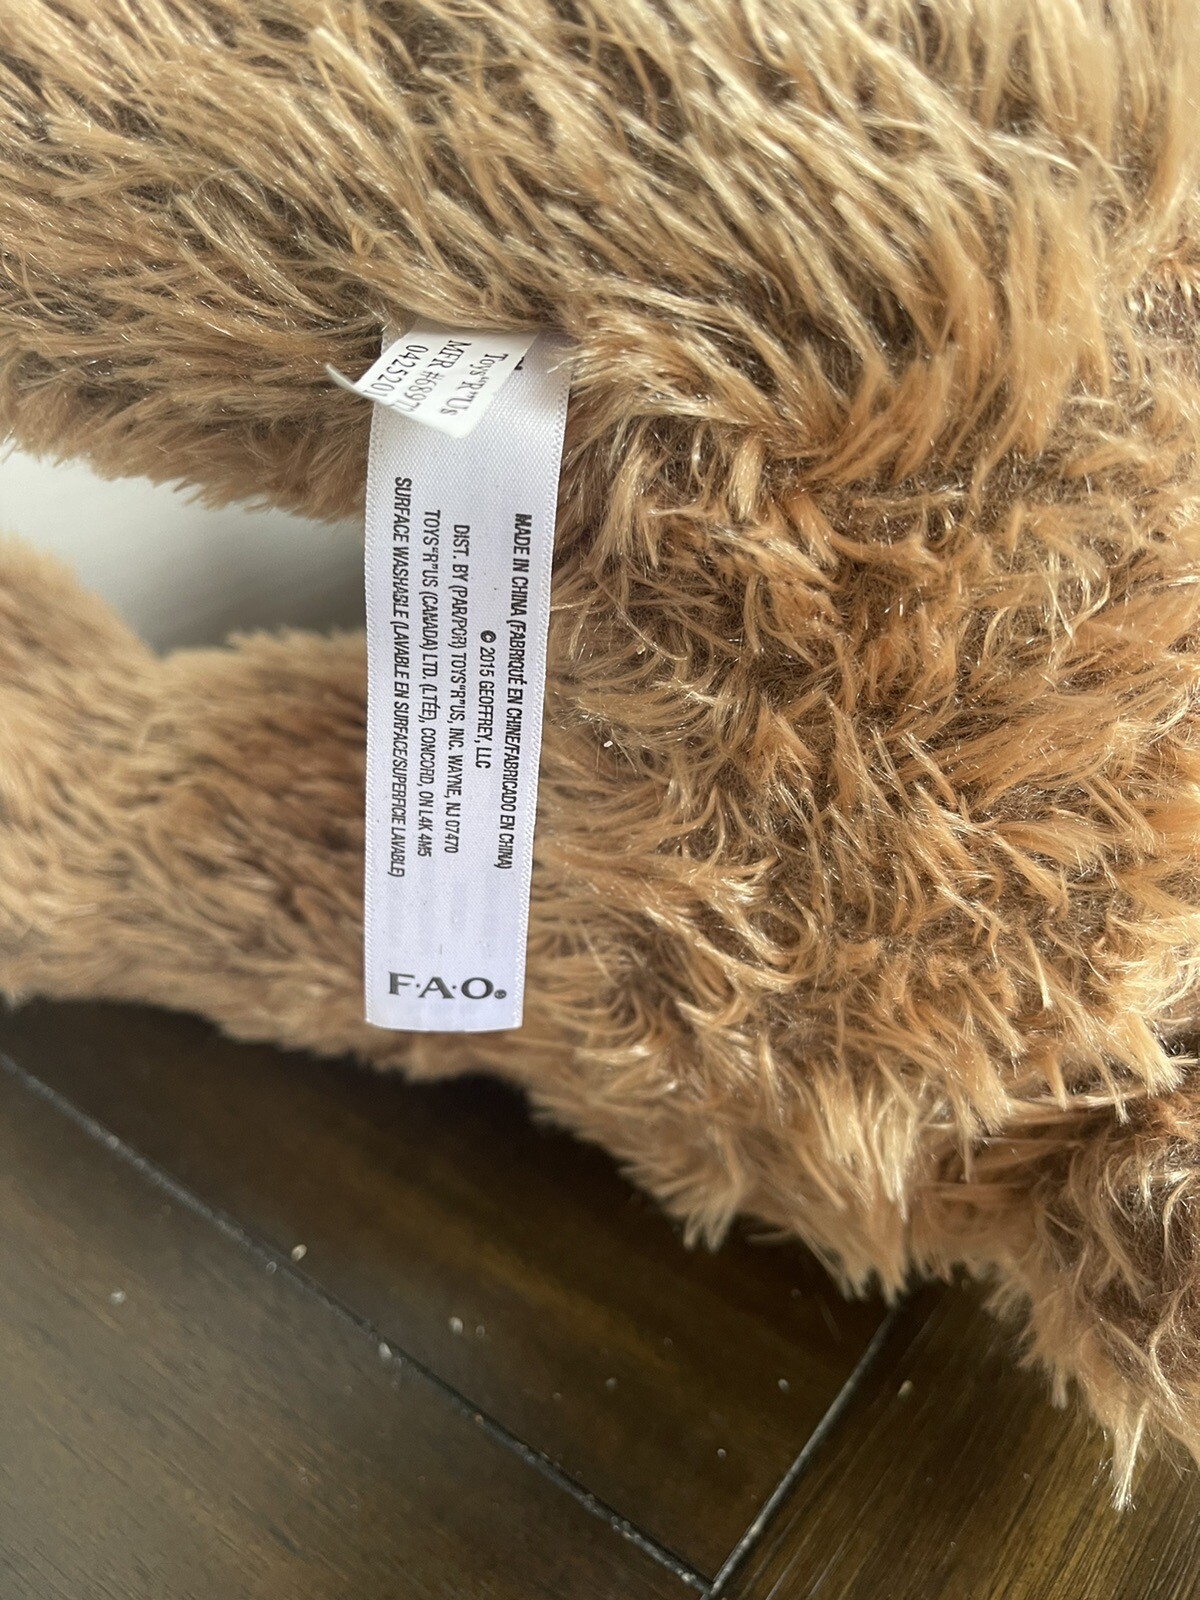 Toys"R"Us
MFR #6897
042520
MADE IN CHINA (FABRIQUÉ EN CHINE/FABRICADO EN CHINA)
© 2015 GEOFFREY, LLC
DIST. BY (PAR/POR) TOYS"R"US, INC. WAYNE, NJ 07470
TOYS"R"US (CANADA) LTD. (LTÉE), CONCORD, ON L4K 4M5
SURFACE WASHABLE (LAVABLE EN SURFACE/SUPERFICIE LAVABLE)
F·A·O®